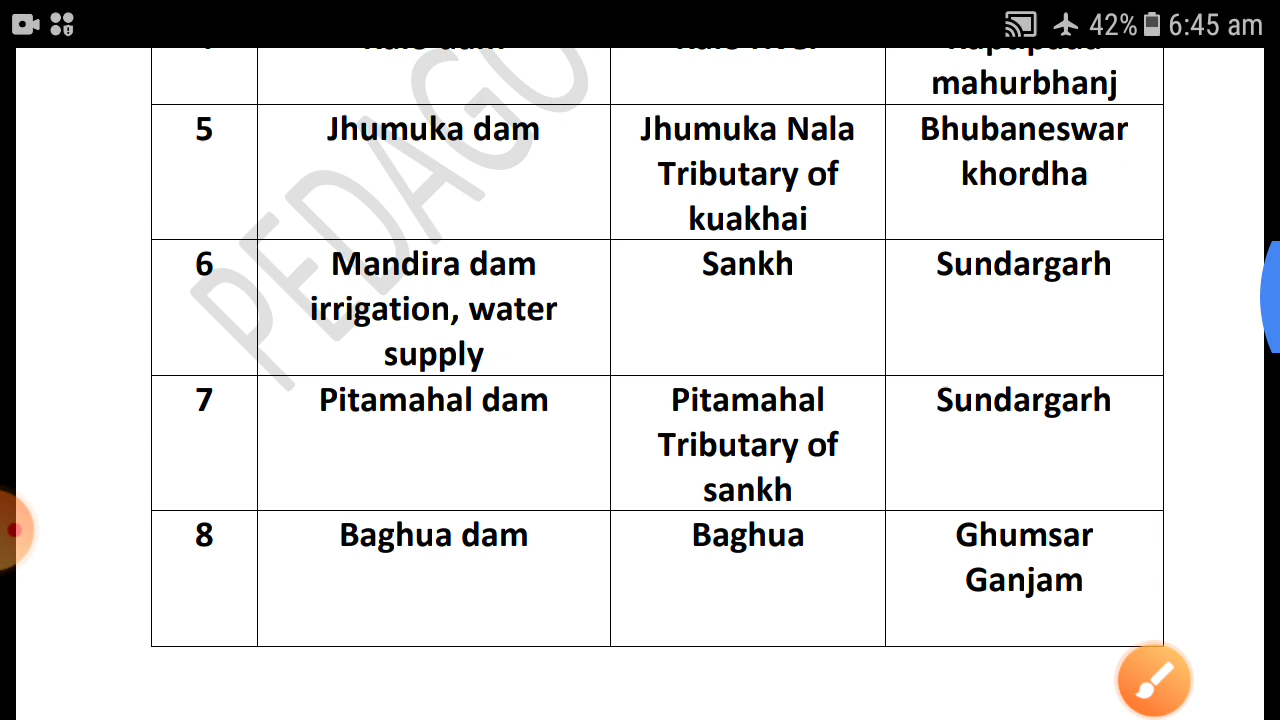 42% 6:45 am
mahurbhanj
5 Jhumuka dam Jhumuka Nala Bhubaneswar
Tributary of khordha
kuakhai
6 Mandira dam Sankh Sundargarh
irrigation, water
supply
7 Pitamahal dam Pitamahal Sundargarh
Tributary of
sankh
8 Baghua dam Baghua Ghumsar
Ganjam
PEDAGO